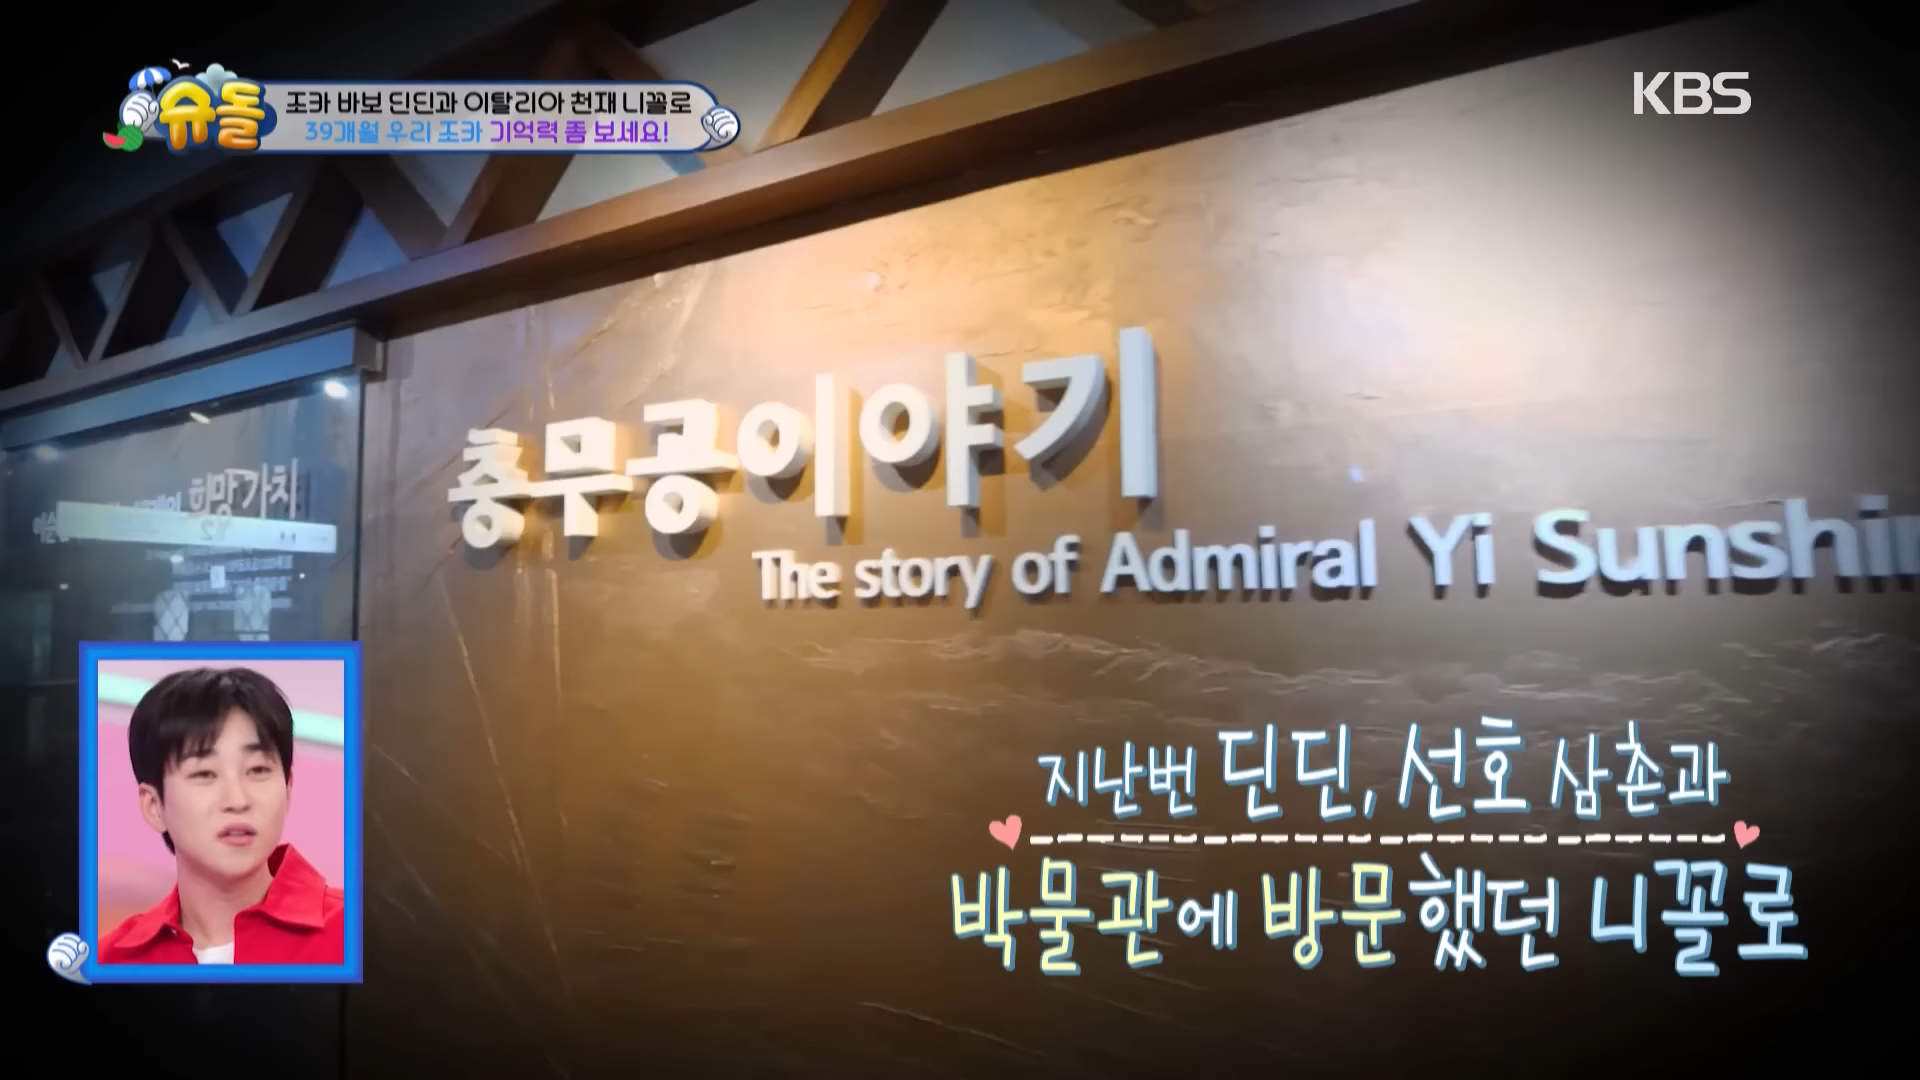 슈돌
조카 바보 딘딘과 이탈리아 천재 니꼴로
39개월 우리 조카 기억력 좀 보세요!
KBS
충무공이야기
The story of Admiral Yi Sunshin
희망 가치
지난번 딘딘, 선호 삼촌과
박물관에 방문했던 니꼴로